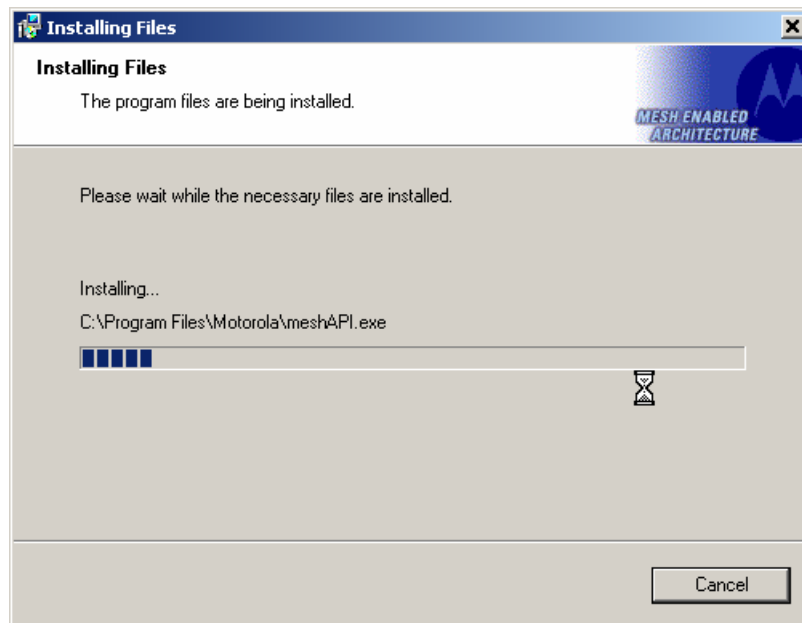 Installing Files
Installing Files
The program files are being installed.
MESH ENABLED
ARCHITECTURE
Please wait while the necessary files are installed.
Installing...
C:\Program Files\Motorola\meshAPI.exe
Cancel